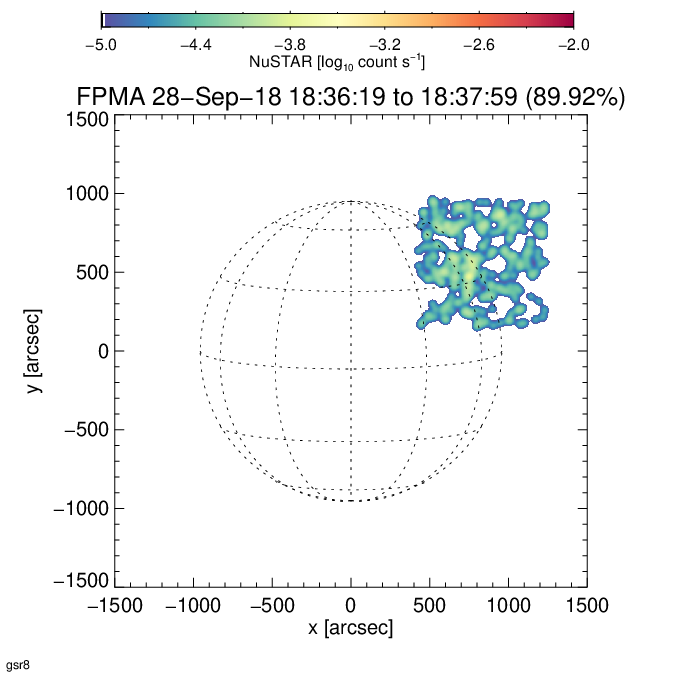 −5.0 −4.4 −3.8 −3.2 −2.6 −2.0
NuSTAR [log₁₀ count s⁻¹]
FPMA 28−Sep−18 18:36:19 to 18:37:59 (89.92%)
1500
1000
500
0
−500
−1000
−1500
y [arcsec]
−1500 −1000 −500 0 500 1000 1500
x [arcsec]
gsr8